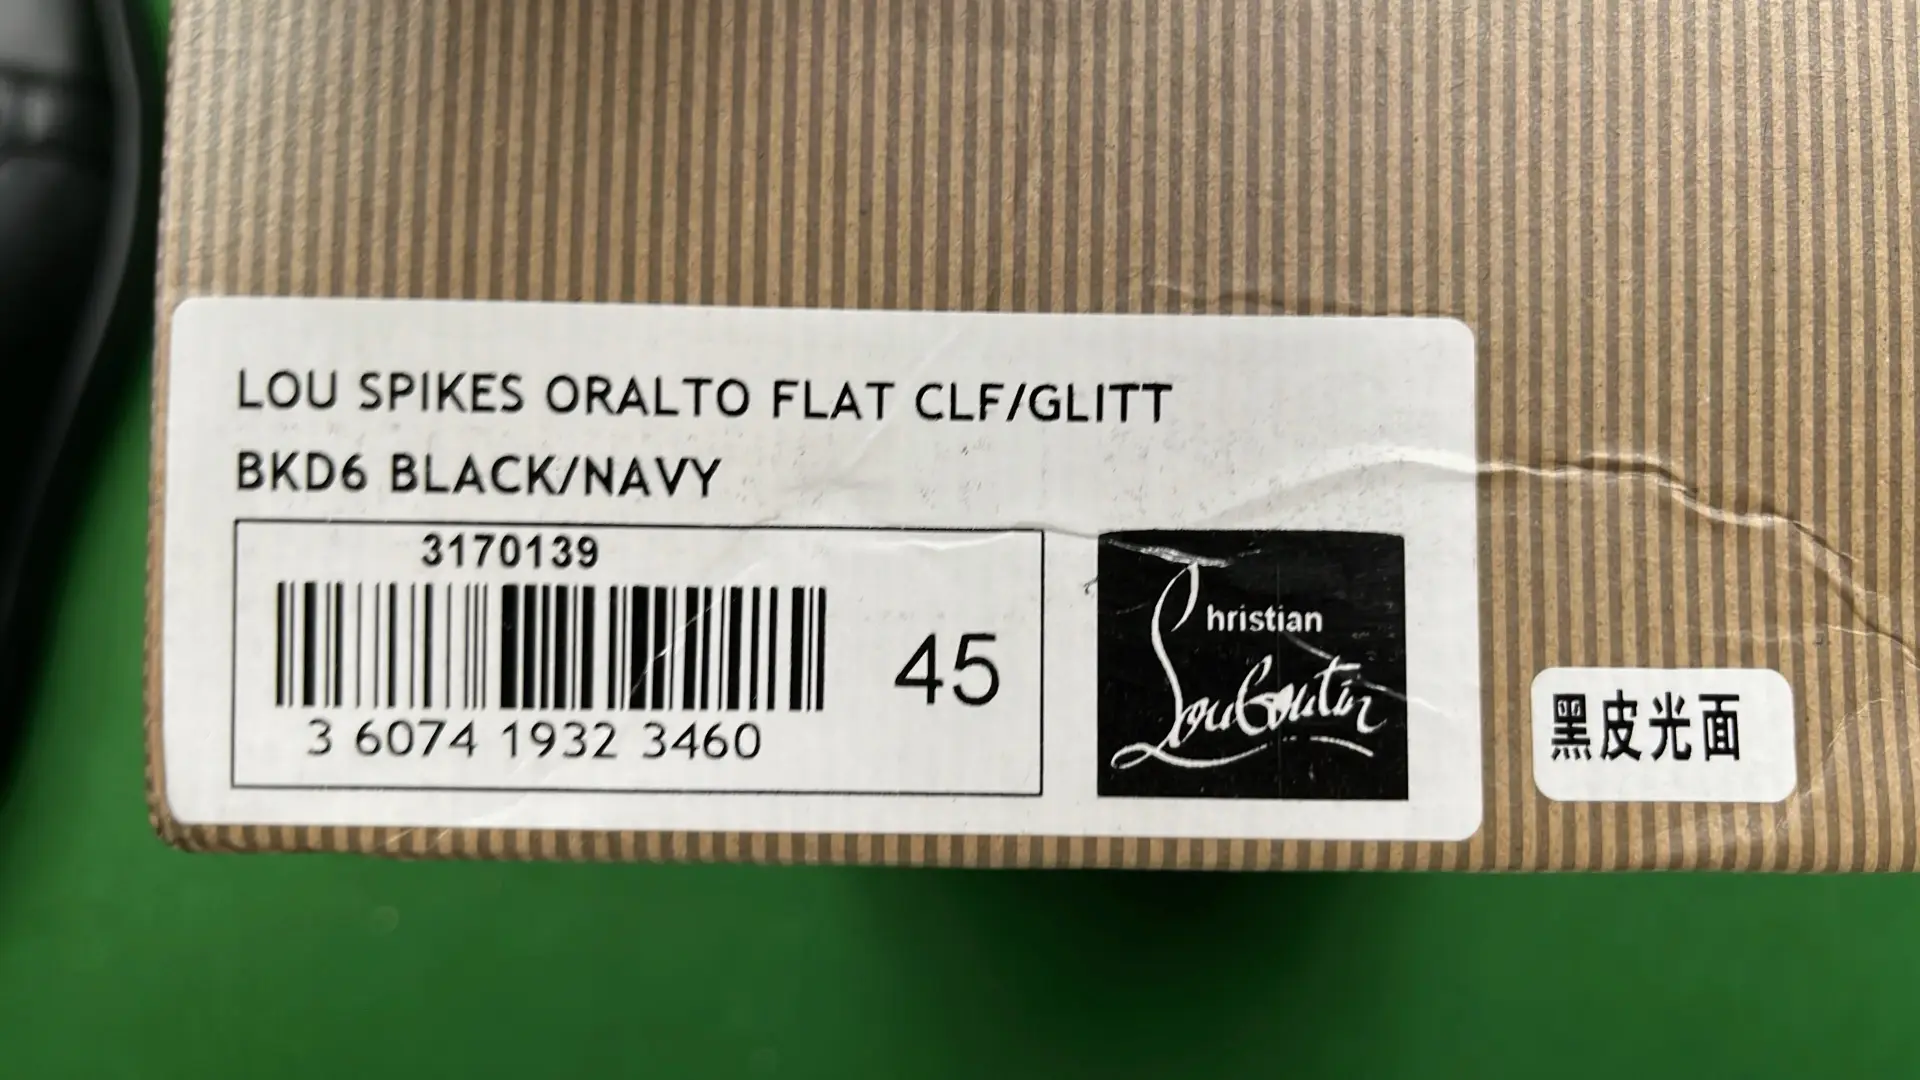 LOU SPIKES ORALTO FLAT CLF/GLITT
BKD6 BLACK/NAVY
3170139
3 6074 1932 3460
45
Christian
Louboutin
黑皮光面